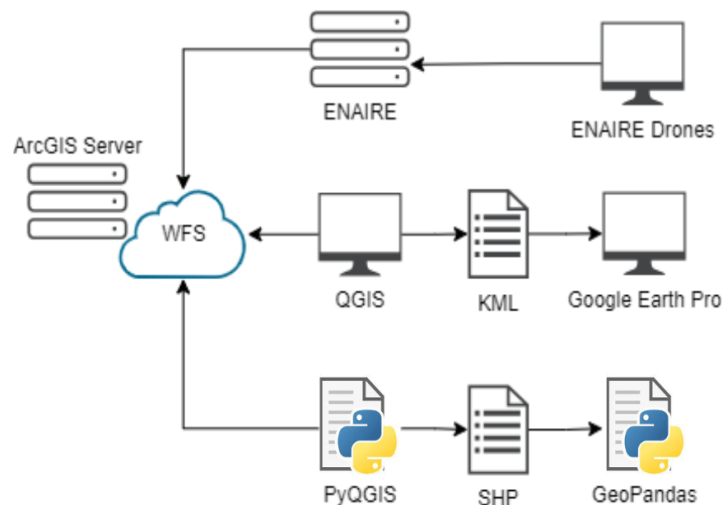 ENAIRE
ENAIRE Drones
ArcGIS Server
WFS
QGIS
KML
Google Earth Pro
PyQGIS
SHP
GeoPandas